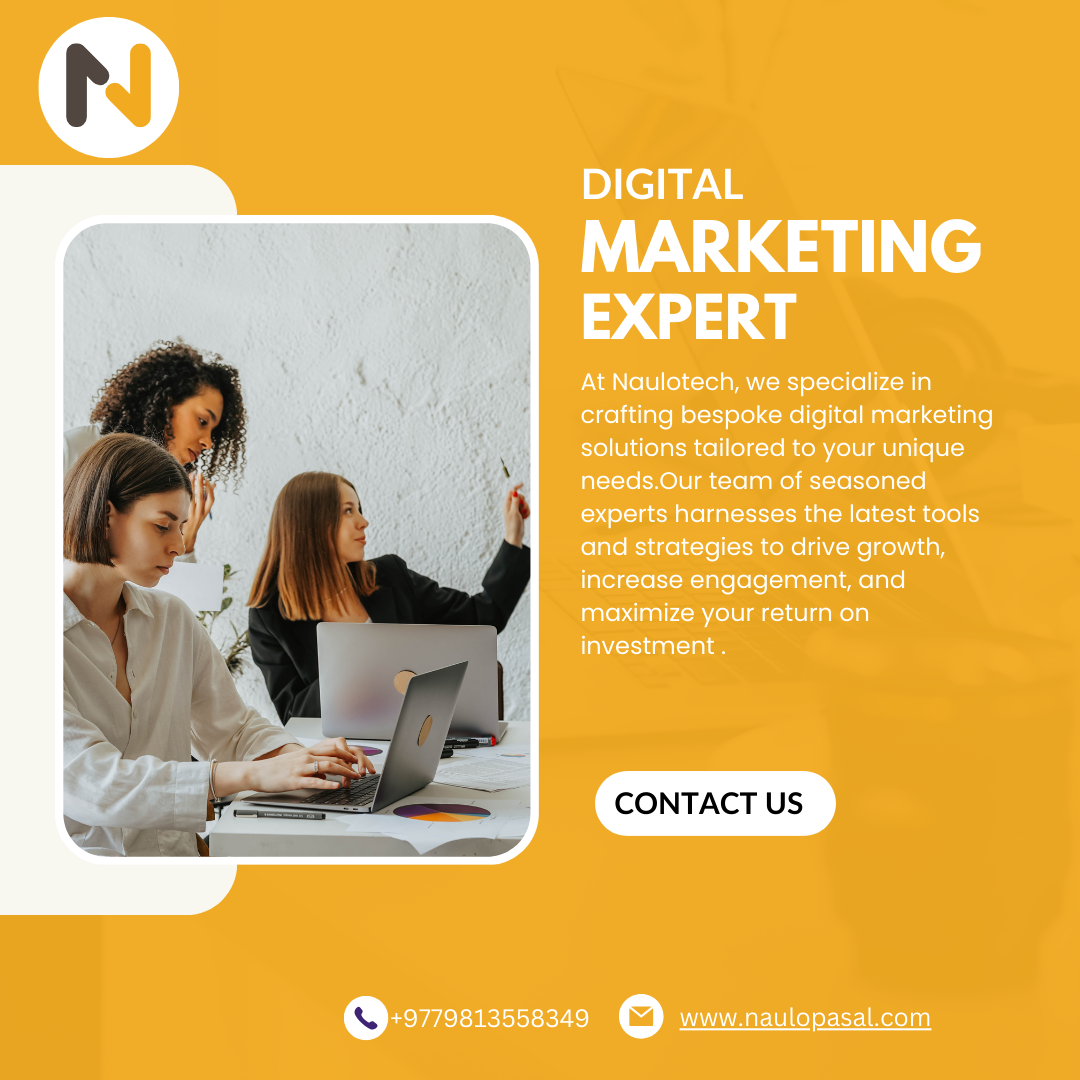 N
DIGITAL
MARKETING
EXPERT
At Naulotech, we specialize in
crafting bespoke digital marketing
solutions tailored to your unique
needs.Our team of seasoned
experts harnesses the latest tools
and strategies to drive growth,
increase engagement, and
maximize your return on
investment .
CONTACT US
+9779813558349
www.naulopasal.com